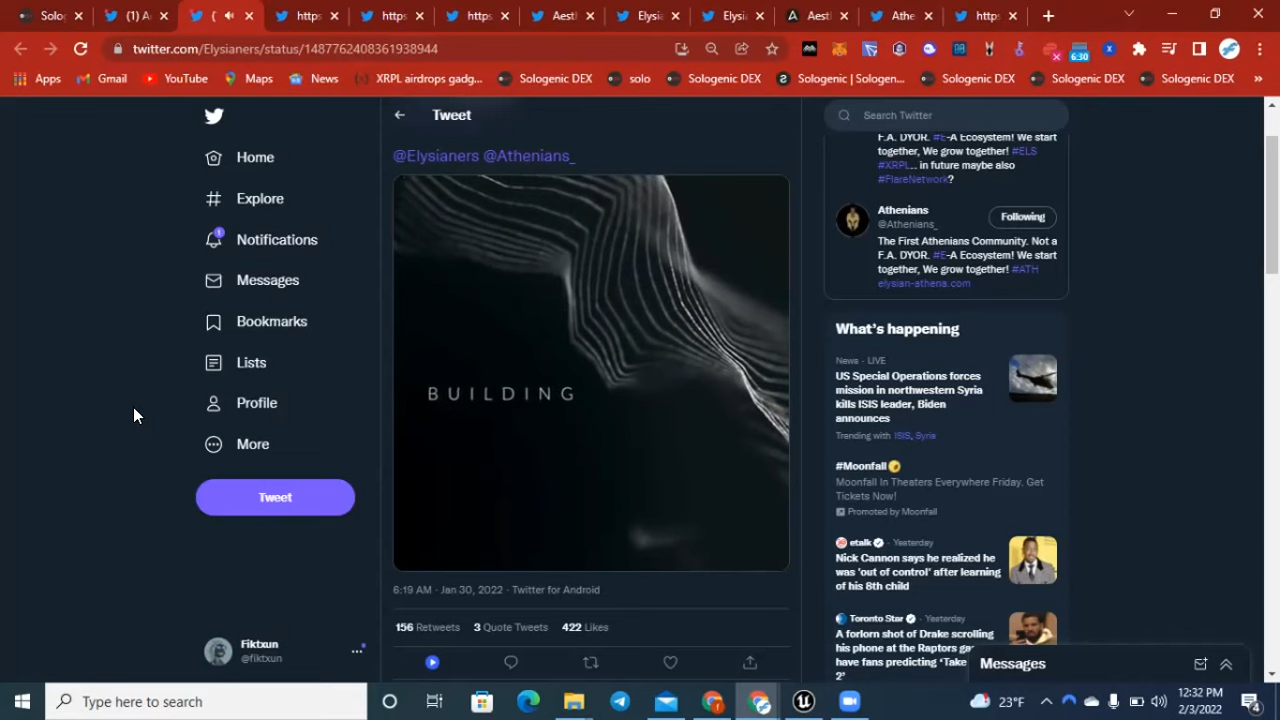 Solog
(1) A
(
https
https
https
Aesth
Elysia
Elysia
Aesth
Athe
https
twitter.com/Elysianers/status/1487762408361938944
6:30
Apps
Gmail
YouTube
Maps
News
XRPL airdrops gadg...
Sologenic DEX
solo
Sologenic DEX
Sologenic | Sologen...
Sologenic DEX
Sologenic DEX
Sologenic DEX
»
Home
Explore
1
Notifications
Messages
Bookmarks
Lists
Profile
More
Tweet
Fiktxun
@fiktxun
Tweet
@Elysianers @Athenians_
BUILDING
6:19 AM · Jan 30, 2022 · Twitter for Android
156 Retweets 3 Quote Tweets 422 Likes
Search Twitter
F.A. DYOR. #E-A Ecosystem! We start
together, We grow together! #ELS
#XRPL... in future maybe also
#FlareNetwork?
Athenians
@Athenians_
Following
The First Athenians Community. Not a
F.A. DYOR. #E-A Ecosystem! We start
together, We grow together! #ATH
elysian-athena.com
What's happening
News · LIVE
US Special Operations forces
mission in northwestern Syria
kills ISIS leader, Biden
announces
Trending with ISIS, Syria
#Moonfall
Moonfall In Theaters Everywhere Friday. Get
Tickets Now!
Promoted by Moonfall
etalk · Yesterday
Nick Cannon says he realized he
was 'out of control' after learning
of his 8th child
Toronto Star · Yesterday
A forlorn shot of Drake scrolling
his phone at the Raptors ga
have fans predicting 'Take
2'
Messages
Type here to search
23°F
12:32 PM
2/3/2022
4